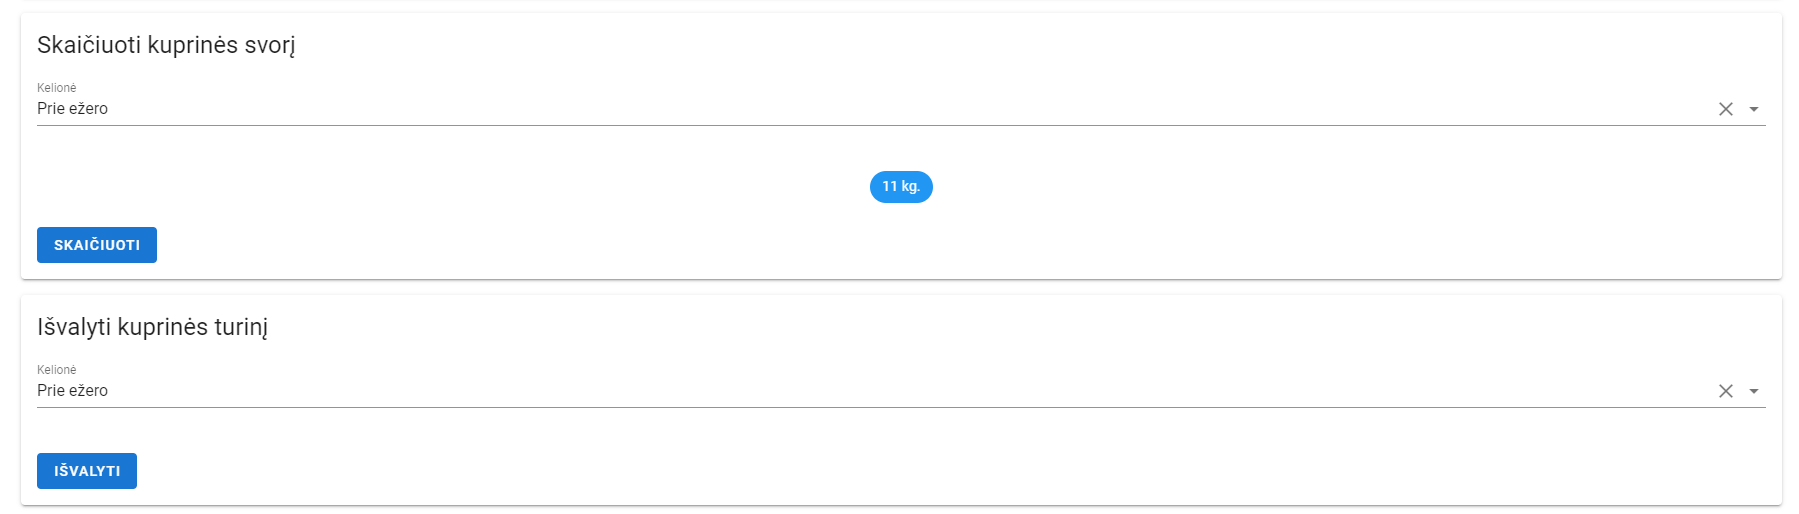 Skaičiuoti kuprinės svorį
Kelionė
Prie ežero
11 kg.
SKAIČIUOTI
Išvalyti kuprinės turinį
Kelionė
Prie ežero
IŠVALYTI